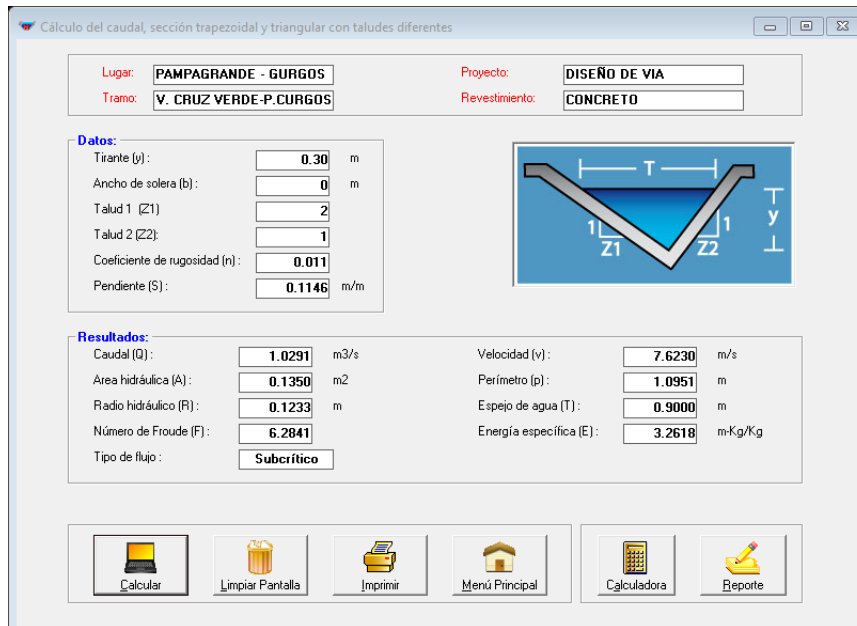 Cálculo del caudal, sección trapezoidal y triangular con taludes diferentes
Lugar: PAMPAGRANDE - GURGOS Proyecto: DISEÑO DE VIA
Tramo: V. CRUZ VERDE-P.CURGOS Revestimiento: CONCRETO
Datos:
Tirante (y) : 0.30 m
Ancho de solera (b) : 0 m
Talud 1 (Z1) 2
Talud 2 (Z2): 1
Coeficiente de rugosidad (n) : 0.011
Pendiente (S) : 0.1146 m/m
T
y
1 1
Z1 Z2
Resultados:
Caudal (Q) : 1.0291 m3/s Velocidad (v) : 7.6230 m/s
Area hidráulica (A) : 0.1350 m2 Perímetro (p) : 1.0951 m
Radio hidráulico (R) : 0.1233 m Espejo de agua (T) : 0.9000 m
Número de Froude (F) : 6.2841 Energía específica (E) : 3.2618 m-Kg/Kg
Tipo de flujo : Subcrítico
Calcular Limpiar Pantalla Imprimir Menú Principal Calculadora Reporte